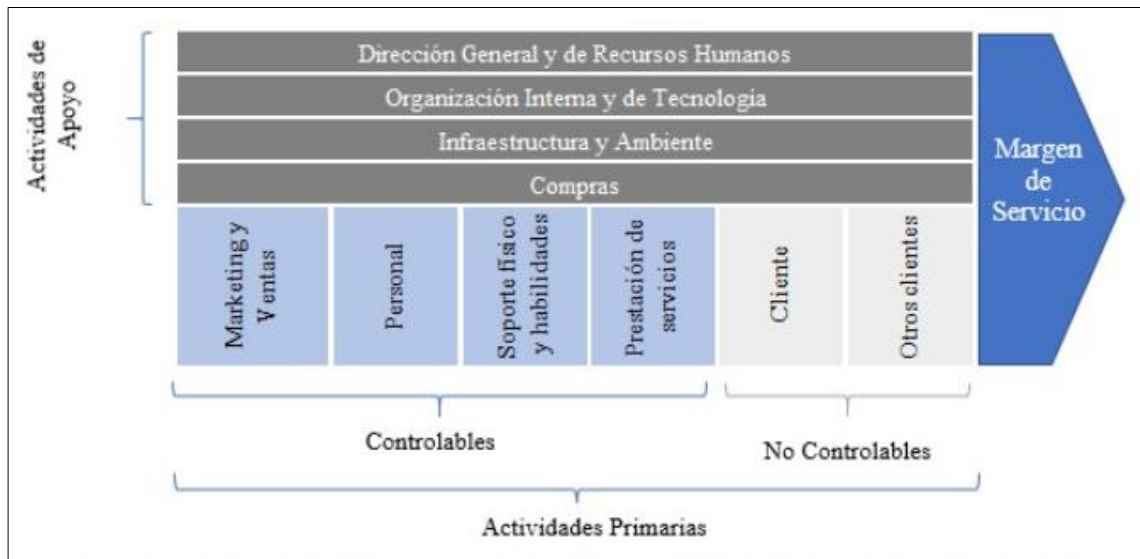 Actividades de
Apoyo
Dirección General y de Recursos Humanos
Organización Interna y de Tecnología
Infraestructura y Ambiente
Compras
Marketing y
Ventas
Personal
Soporte físico
y habilidades
Prestación de
servicios
Cliente
Otros clientes
Margen
de
Servicio
Controlables
No Controlables
Actividades Primarias